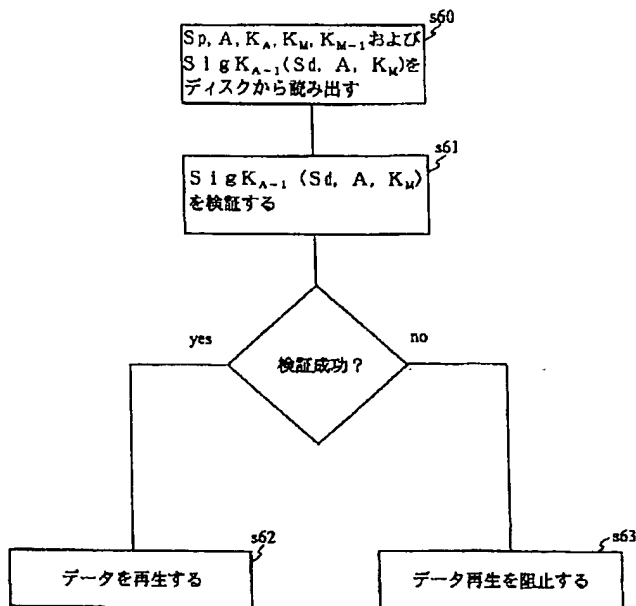 s60
Sp, A, K_A, K_M, K_M-1および
SigK_A-1(Sd, A, K_M)を
ディスクから読み出す
s61
SigK_A-1 (Sd, A, K_M)
を検証する
yes
no
検証成功？
s62
s63
データを再生する
データ再生を阻止する